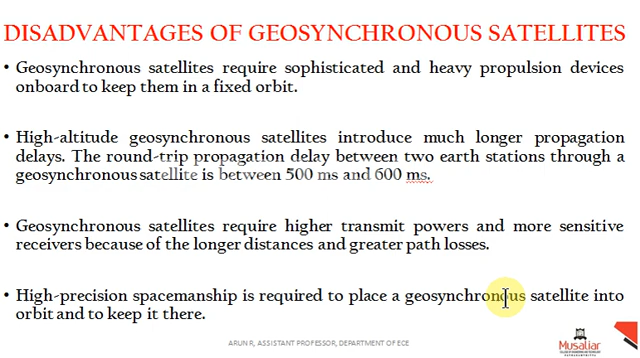 DISADVANTAGES OF GEOSYNCHRONOUS SATELLITES
• Geosynchronous satellites require sophisticated and heavy propulsion devices
onboard to keep them in a fixed orbit.
• High-altitude geosynchronous satellites introduce much longer propagation
delays. The round-trip propagation delay between two earth stations through a
geosynchronous satellite is between 500 ms and 600 ms.
• Geosynchronous satellites require higher transmit powers and more sensitive
receivers because of the longer distances and greater path losses.
• High-precision spacemanship is required to place a geosynchronous satellite into
orbit and to keep it there.
ARUN R, ASSISTANT PROFESSOR, DEPARTMENT OF ECE
Musaliar